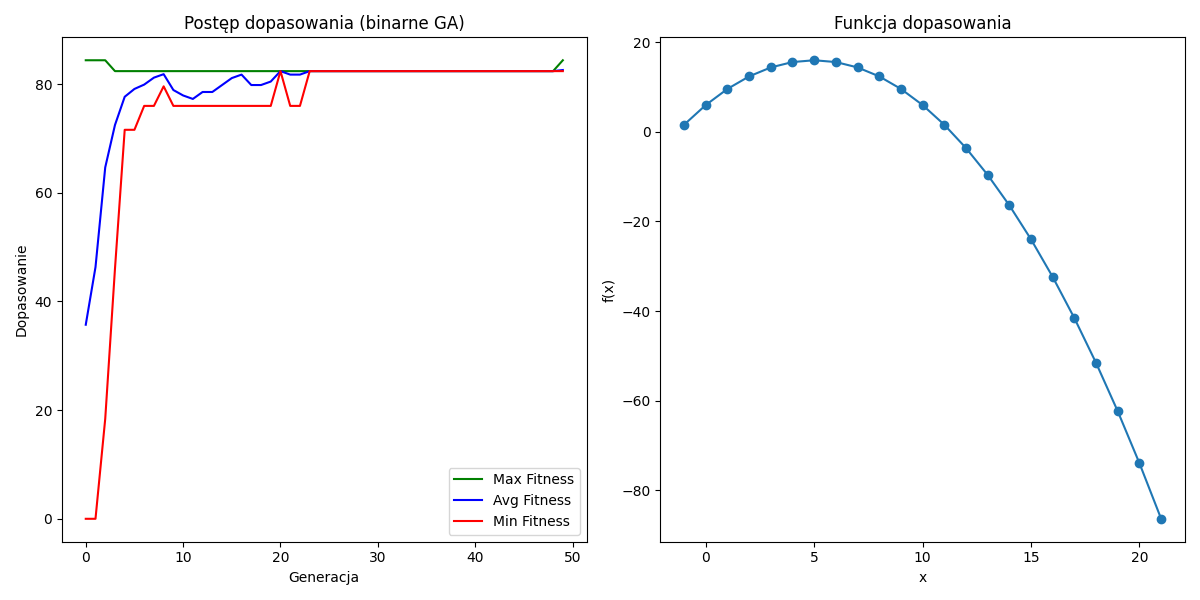 Postęp dopasowania (binarne GA)
80
60
40
20
0
Dopasowanie
0 10 20 30 40 50
Generacja
Max Fitness
Avg Fitness
Min Fitness
Funkcja dopasowania
20
0
−20
−40
−60
−80
f(x)
0 5 10 15 20
x